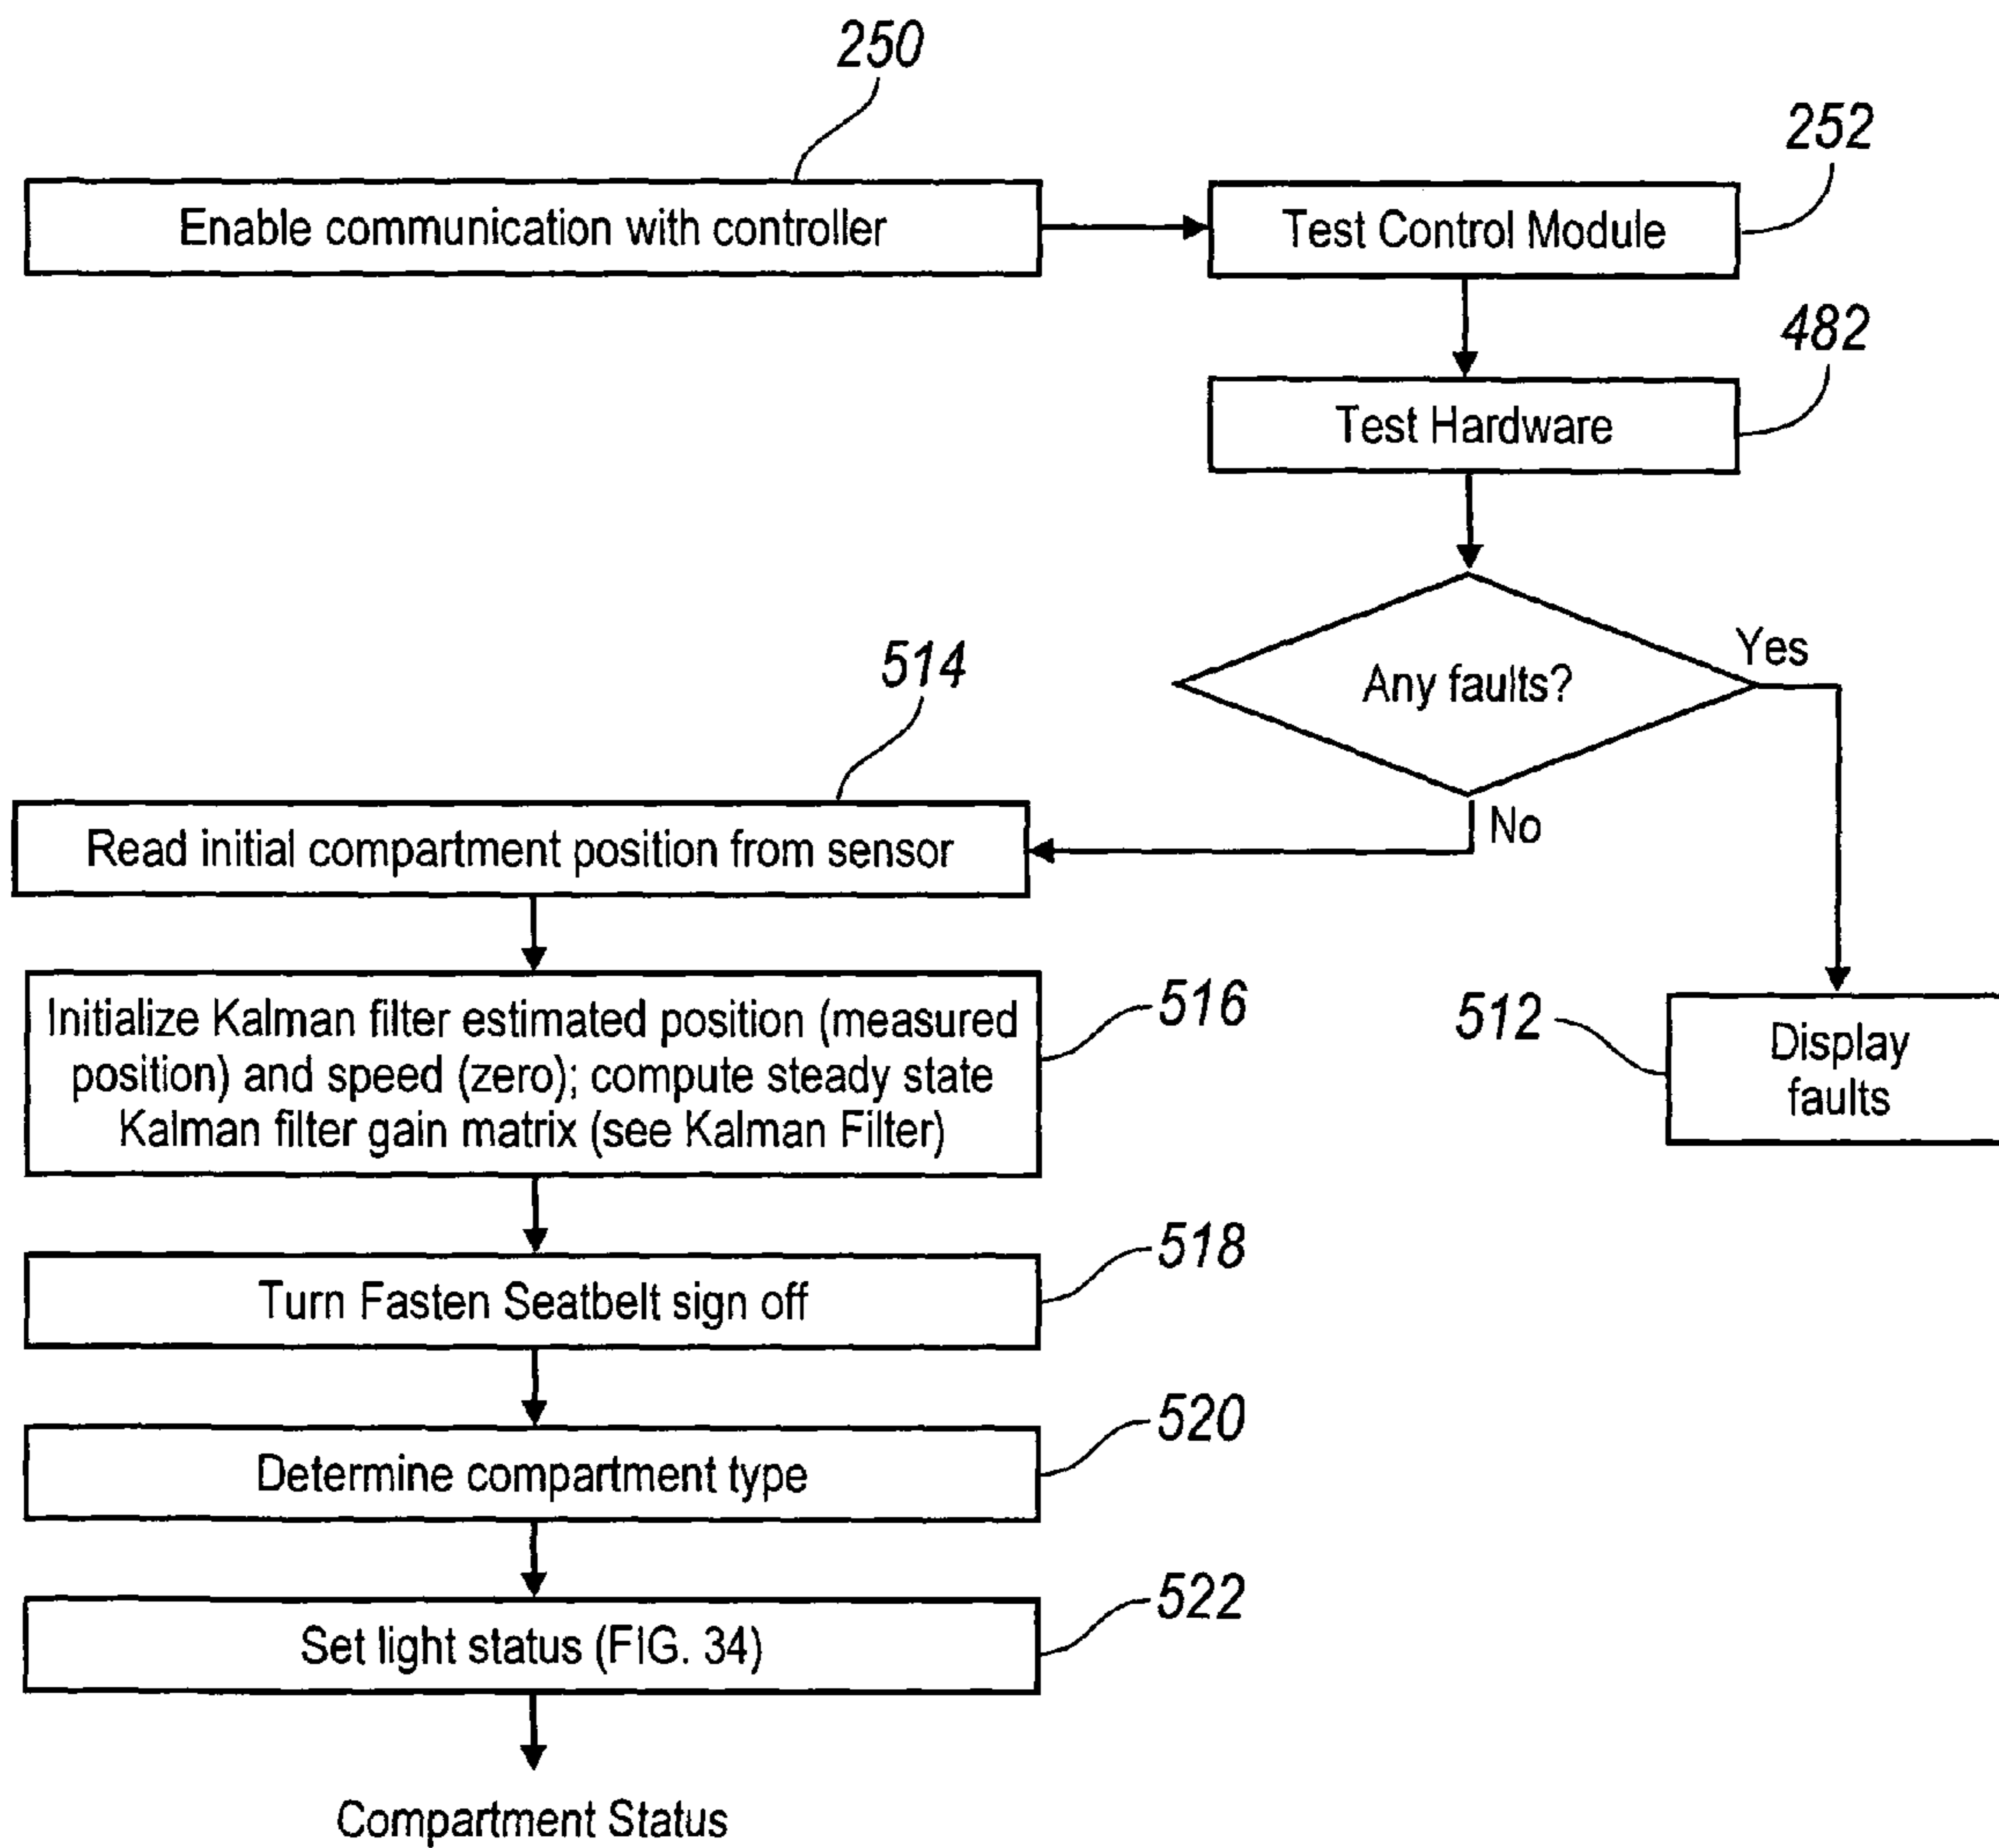 250
Enable communication with controller
252
Test Control Module
482
Test Hardware
Any faults?
Yes
No
514
Read initial compartment position from sensor
516
Initialize Kalman filter estimated position (measured
position) and speed (zero); compute steady state
Kalman filter gain matrix (see Kalman Filter)
512
Display
faults
518
Turn Fasten Seatbelt sign off
520
Determine compartment type
522
Set light status (FIG. 34)
Compartment Status